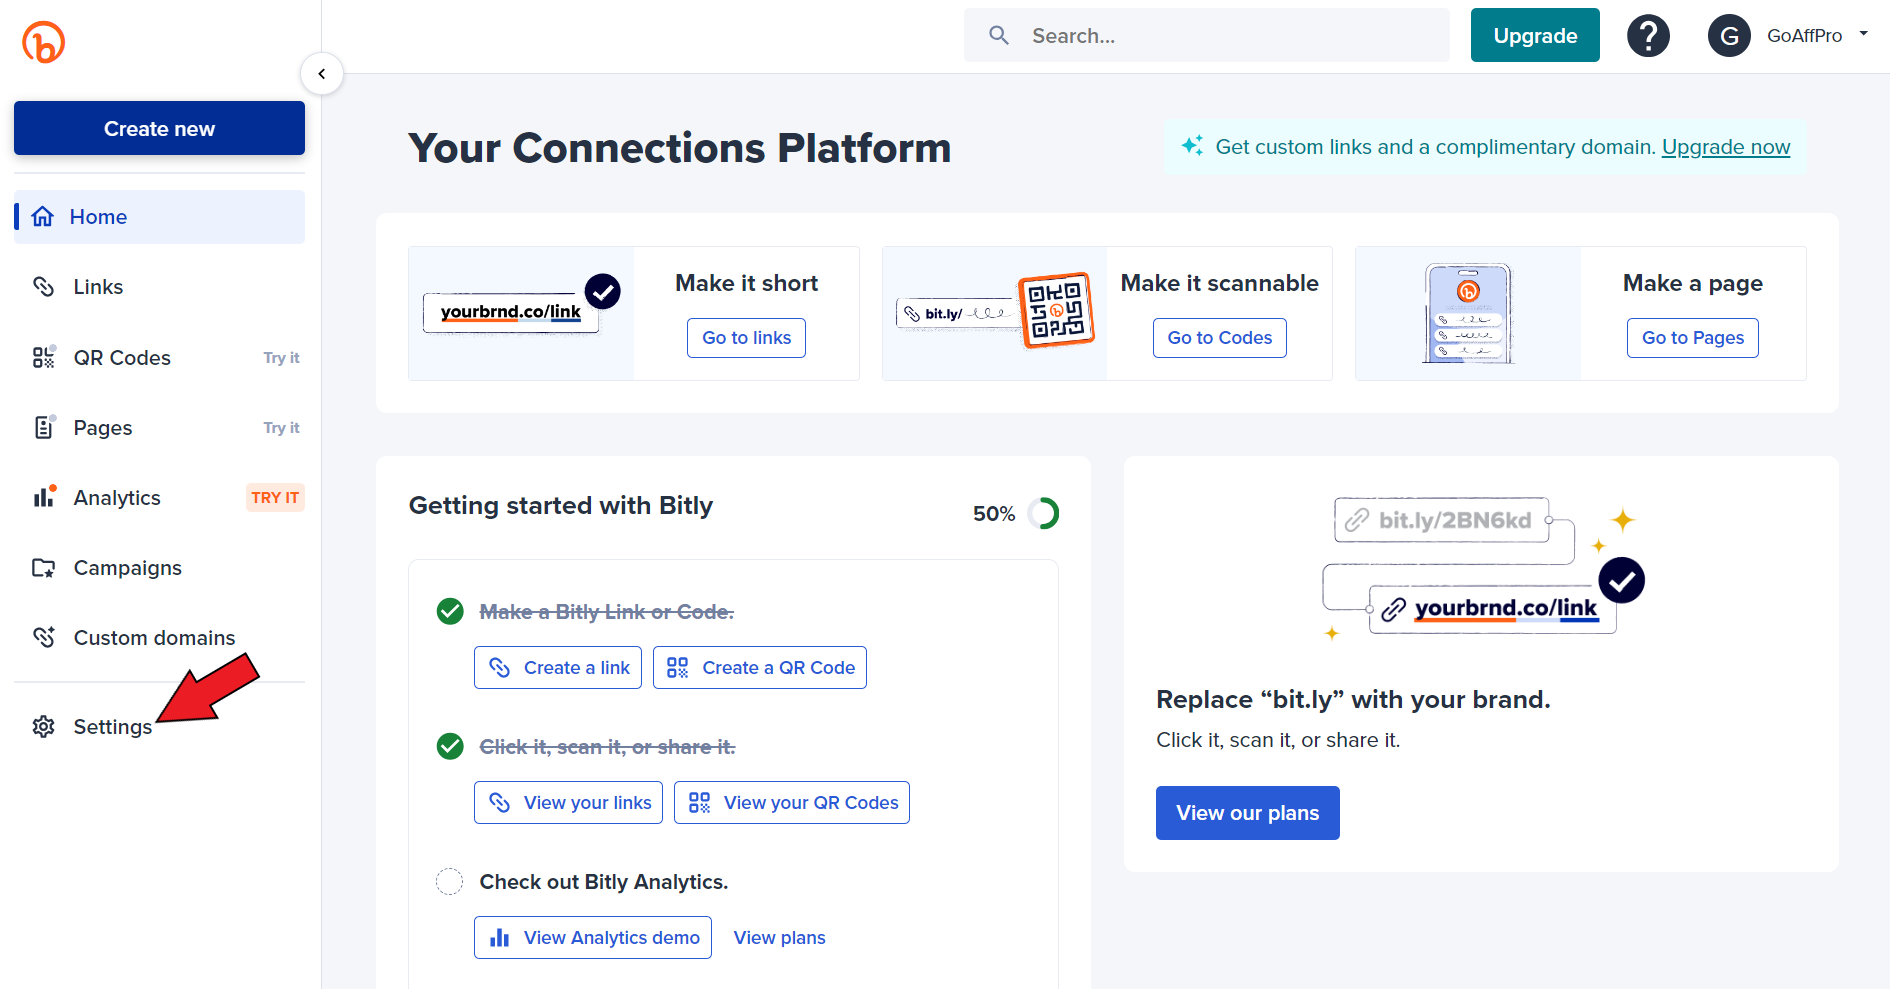 Search...
Upgrade
?
G
GoAffPro
Create new
Home
Links
QR Codes
Try it
Pages
Try it
Analytics
TRY IT
Campaigns
Custom domains
Settings
Your Connections Platform
Get custom links and a complimentary domain. Upgrade now
yourbrnd.co/link
Make it short
Go to links
bit.ly/
Make it scannable
Go to Codes
Make a page
Go to Pages
Getting started with Bitly
50%
Make a Bitly Link or Code.
Create a link
Create a QR Code
Click it, scan it, or share it.
View your links
View your QR Codes
Check out Bitly Analytics.
View Analytics demo
View plans
bit.ly/2BN6kd
yourbrnd.co/link
Replace “bit.ly” with your brand.
Click it, scan it, or share it.
View our plans